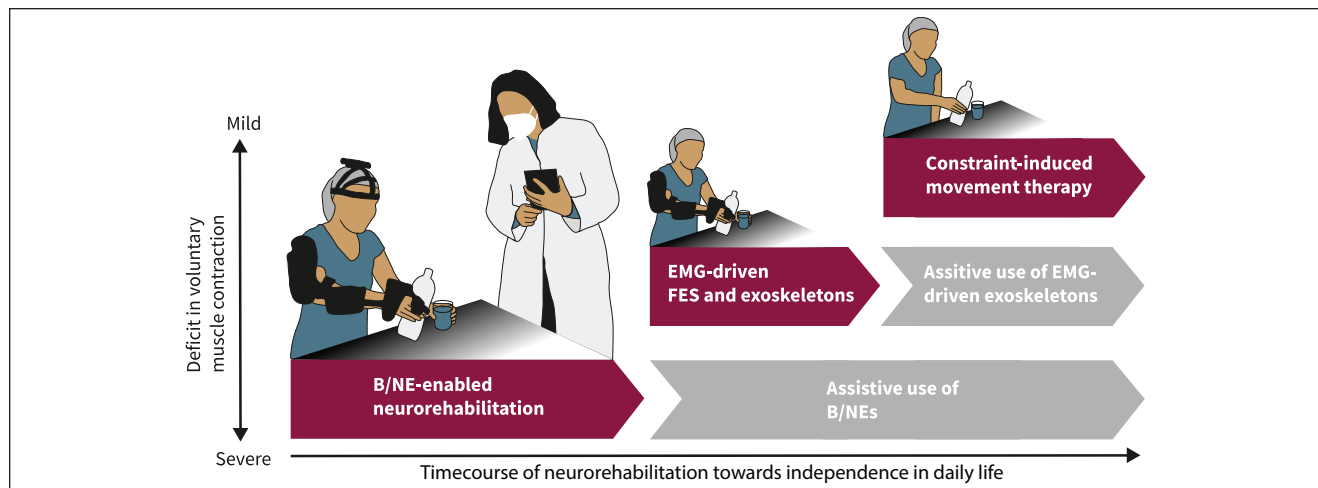 Mild
Deficit in voluntary
muscle contraction
Severe
Constraint-induced
movement therapy
EMG-driven
FES and exoskeletons
Assitive use of EMG-
driven exoskeletons
B/NE-enabled
neurorehabilitation
Assistive use of
B/NEs
Timecourse of neurorehabilitation towards independence in daily life